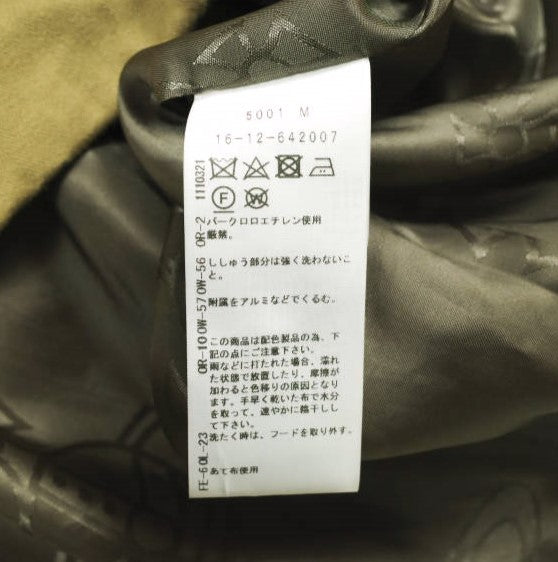 5001 M
16-12-642007
F W
パークロロエチレン使用
厳禁。
ししゅう部分は強く洗わないこ
と。
附属をアルミなどでくるむ。
この商品は配色製品の為、下
記の点にご注意下さい。
雨などに打たれた場合、濡れ
た状態で放置したり、摩擦が
加わると色移りの原因となり
ます。手早く乾いた布で水分
を取って、速やかに陰干しし
て下さい。
洗たく時は、フードを取り外す。
あて布使用
FE-6 OL-23 OR-10 OW-57 OW-56 OR-2 1110321